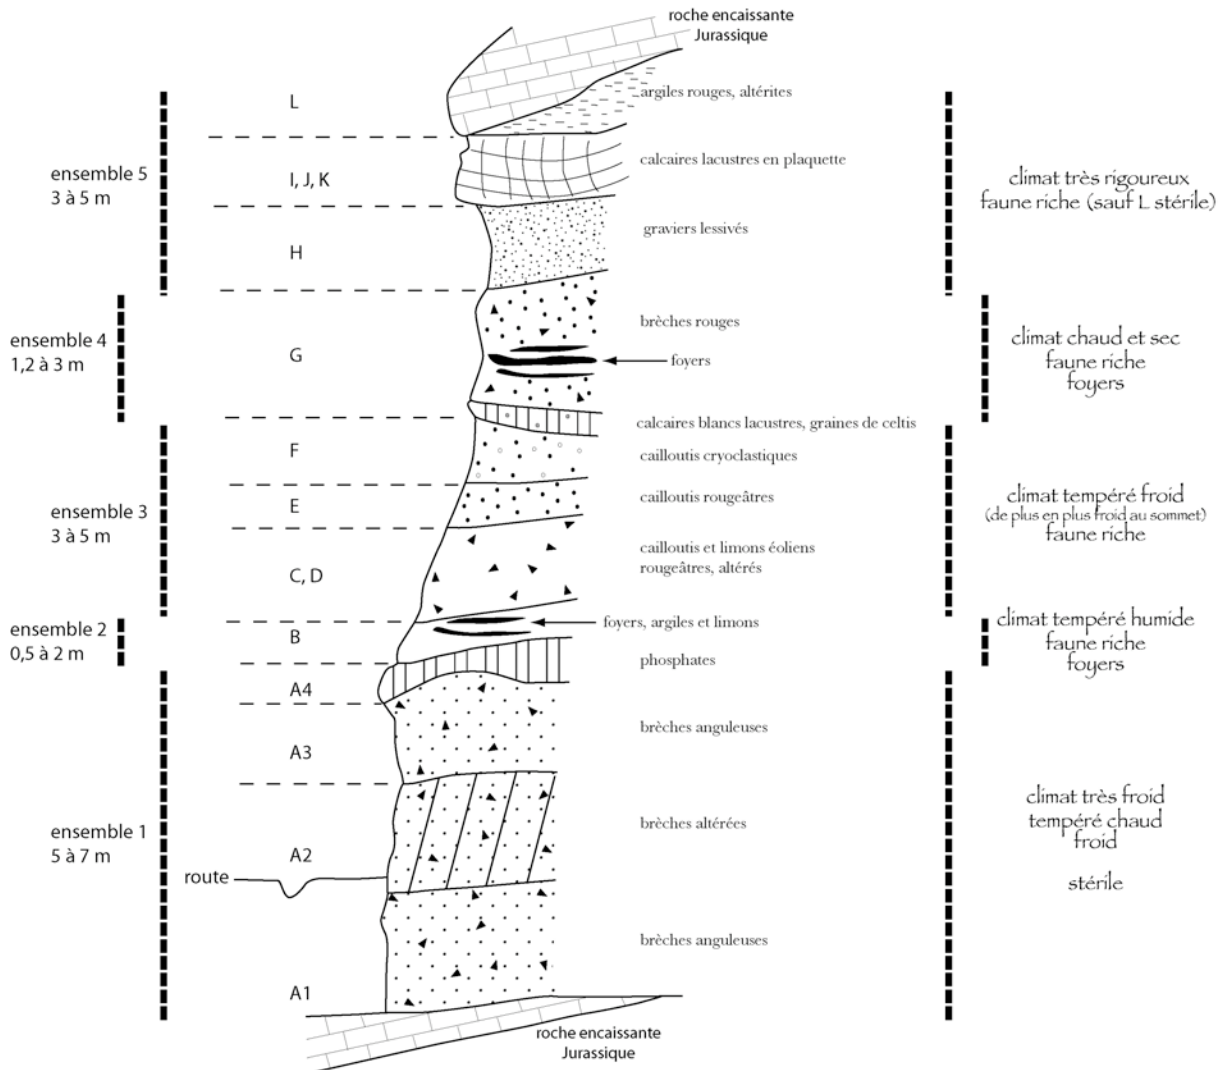 roche encaissante
Jurassique
L
argiles rouges, altérites
ensemble 5
3 à 5 m
I, J, K
calcaires lacustres en plaquette
climat très rigoureux
faune riche (sauf L stérile)
H
graviers lessivés
ensemble 4
1,2 à 3 m
G
brèches rouges
foyers
climat chaud et sec
faune riche
foyers
calcaires blancs lacustres, graines de celtis
F
cailloutis cryoclastiques
ensemble 3
3 à 5 m
E
cailloutis rougeâtres
climat tempéré froid
(de plus en plus froid au sommet)
faune riche
C, D
cailloutis et limons éoliens
rougeâtres, altérés
ensemble 2
0,5 à 2 m
B
foyers, argiles et limons
climat tempéré humide
faune riche
foyers
phosphates
A4
A3
brèches anguleuses
ensemble 1
5 à 7 m
A2
brèches altérées
climat très froid
tempéré chaud
froid
stérile
route
A1
brèches anguleuses
roche encaissante
Jurassique